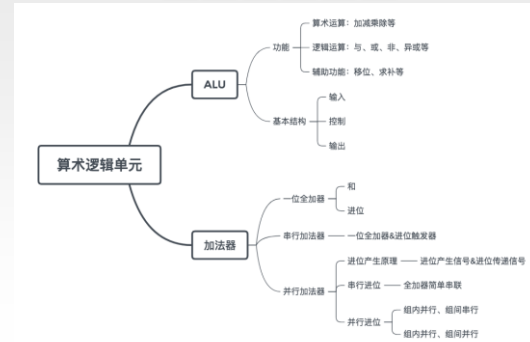 算术逻辑单元
ALU
功能
算术运算：加减乘除等
逻辑运算：与、或、非、异或等
辅助功能：移位、求补等
基本结构
输入
控制
输出
加法器
一位全加器
和
进位
串行加法器
一位全加器&进位触发器
并行加法器
进位产生原理
进位产生信号&进位传递信号
串行进位
全加器简单串联
并行进位
组内并行、组间串行
组内并行、组间并行